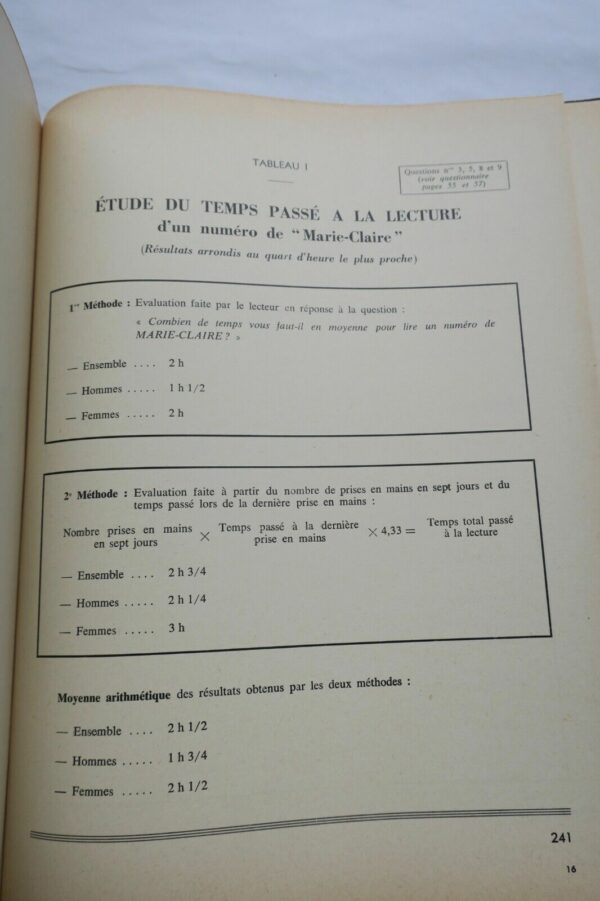 TABLEAU I
Questions nos 3, 5, 8 et 9
(voir questionnaire
pages 55 et 57)
ÉTUDE DU TEMPS PASSÉ A LA LECTURE
d'un numéro de "Marie-Claire"
(Résultats arrondis au quart d'heure le plus proche)
1re Méthode : Evaluation faite par le lecteur en réponse à la question :
« Combien de temps vous faut-il en moyenne pour lire un numéro de
MARIE-CLAIRE ? »
— Ensemble .... 2 h
— Hommes ..... 1 h 1/2
— Femmes ..... 2 h
2e Méthode : Evaluation faite à partir du nombre de prises en mains en sept jours et du
temps passé lors de la dernière prise en mains :
Nombre prises en mains en sept jours × Temps passé à la dernière prise en mains × 4,33 = Temps total passé à la lecture
— Ensemble .... 2 h 3/4
— Hommes ..... 2 h 1/4
— Femmes ..... 3 h
Moyenne arithmétique des résultats obtenus par les deux méthodes :
— Ensemble .... 2 h 1/2
— Hommes ..... 1 h 3/4
— Femmes ..... 2 h 1/2
241
16